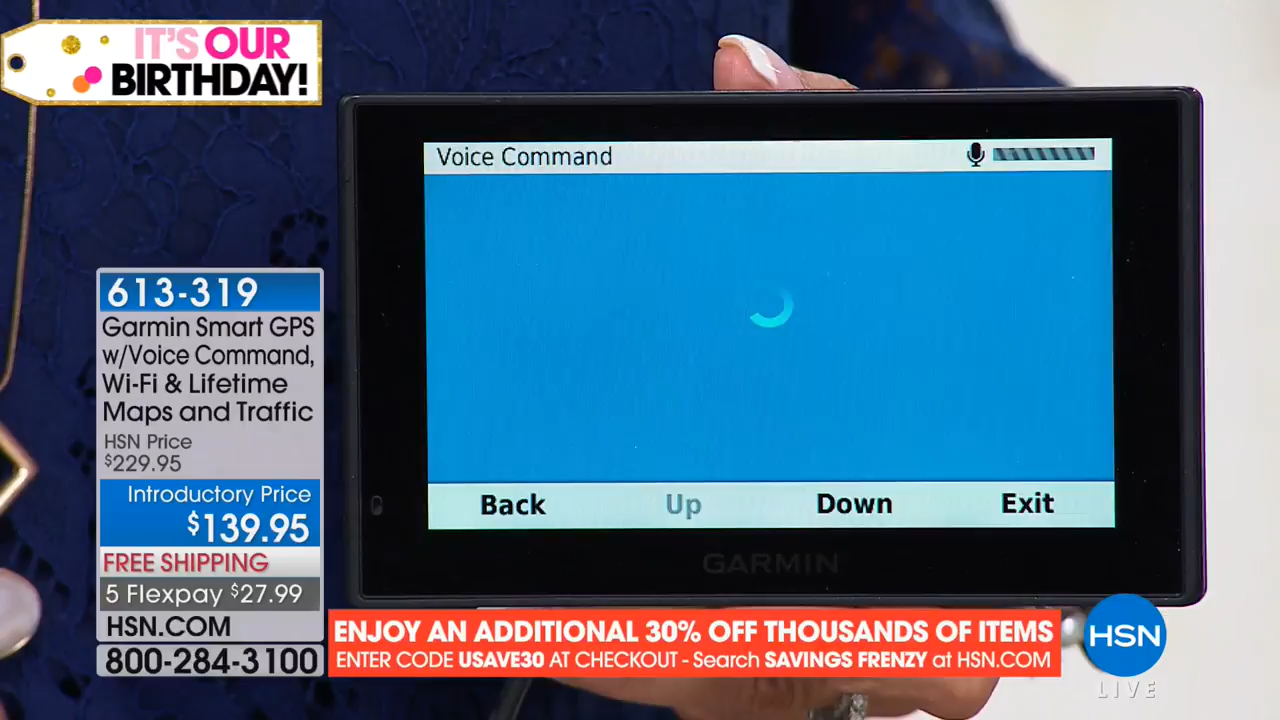 IT'S OUR
BIRTHDAY!
Voice Command
Back Up Down Exit
GARMIN
613-319
Garmin Smart GPS
w/Voice Command,
Wi-Fi & Lifetime
Maps and Traffic
HSN Price
$229.95
Introductory Price
$139.95
FREE SHIPPING
5 Flexpay $27.99
HSN.COM
800-284-3100
ENJOY AN ADDITIONAL 30% OFF THOUSANDS OF ITEMS
ENTER CODE USAVE30 AT CHECKOUT - Search SAVINGS FRENZY at HSN.COM
HSN
LIVE